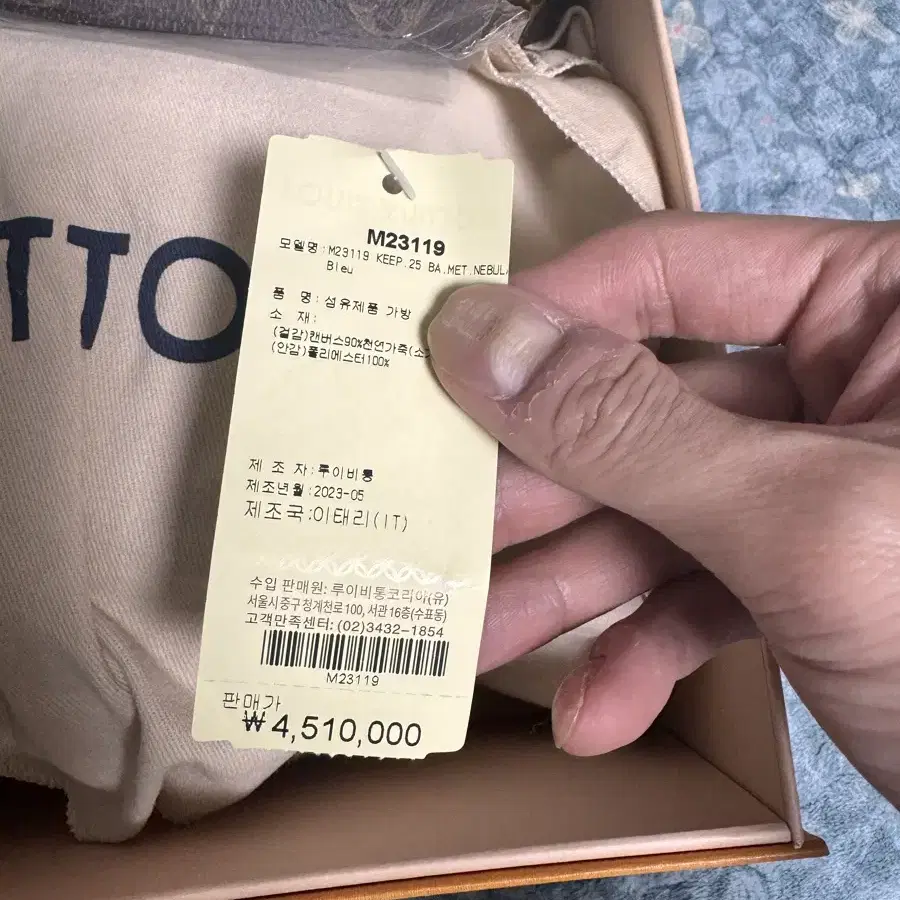 TTO
M23119
모델명:M23119 KEEP.25 BA.MET.NEBUL
Bleu
품 명:섬유제품 가방
소 재:
(겉감)캔버스90%천연가죽(소
(안감)폴리에스터100%
제 조 자:루이비통
제조년월:2023-05
제조국:이태리(IT)
수입 판매원: 루이비통코리아(유)
서울시중구청계천로100, 서관16층(수표동)
고객만족센터: (02)3432-1854
M23119
판매가
₩4,510,000